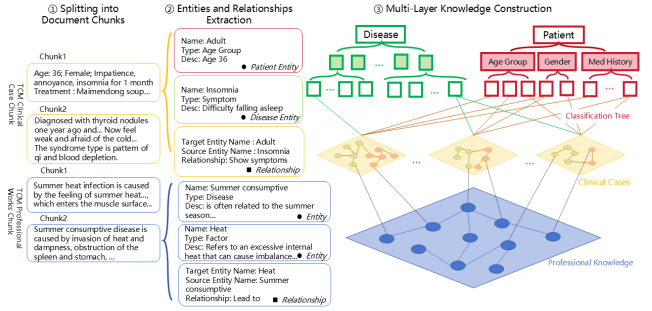 ① Splitting into
Document Chunks
② Entities and Relationships
Extraction
③ Multi-Layer Knowledge Construction
TCM Clinical
Case Chunk
Chunk1
Age: 36; Female; Impatience,
annoyance, insomnia for 1 month
Treatment : Maimendong soup...
Chunk2
Diagnosed with thyroid nodules
one year ago and... Now feel
weak and afraid of the cold...
The syndrome type is pattern of
qi and blood depletion.
TCM Professional
Works Chunk
Chunk1
Summer heat infection is caused
by the feeling of summer heat...,
which enters the muscle surface...
Chunk2
Summer consumptive disease is
caused by invasion of heat and
dampness, obstruction of the
spleen and stomach, ...
Name: Adult
Type: Age Group
Desc: Age 36
● Patient Entity
Name: Insomnia
Type: Symptom
Desc: Difficulty falling asleep
● Disease Entity
Target Entity Name : Adult
Source Entity Name : Insomnia
Relationship: Show symptoms
■ Relationship
Name: Summer consumptive
Type: Disease
Desc: is often related to the summer
season...
● Entity
Name: Heat
Type: Factor
Desc: Refers to an excessive internal
heat that can cause imbalance...
● Entity
Target Entity Name: Heat
Source Entity Name: Summer
consumptive
Relationship: Lead to
■ Relationship
Disease
...
...
...
Patient
Age Group
Gender
Med History
...
...
...
Classification Tree
...
...
Clinical Cases
Professional Knowledge